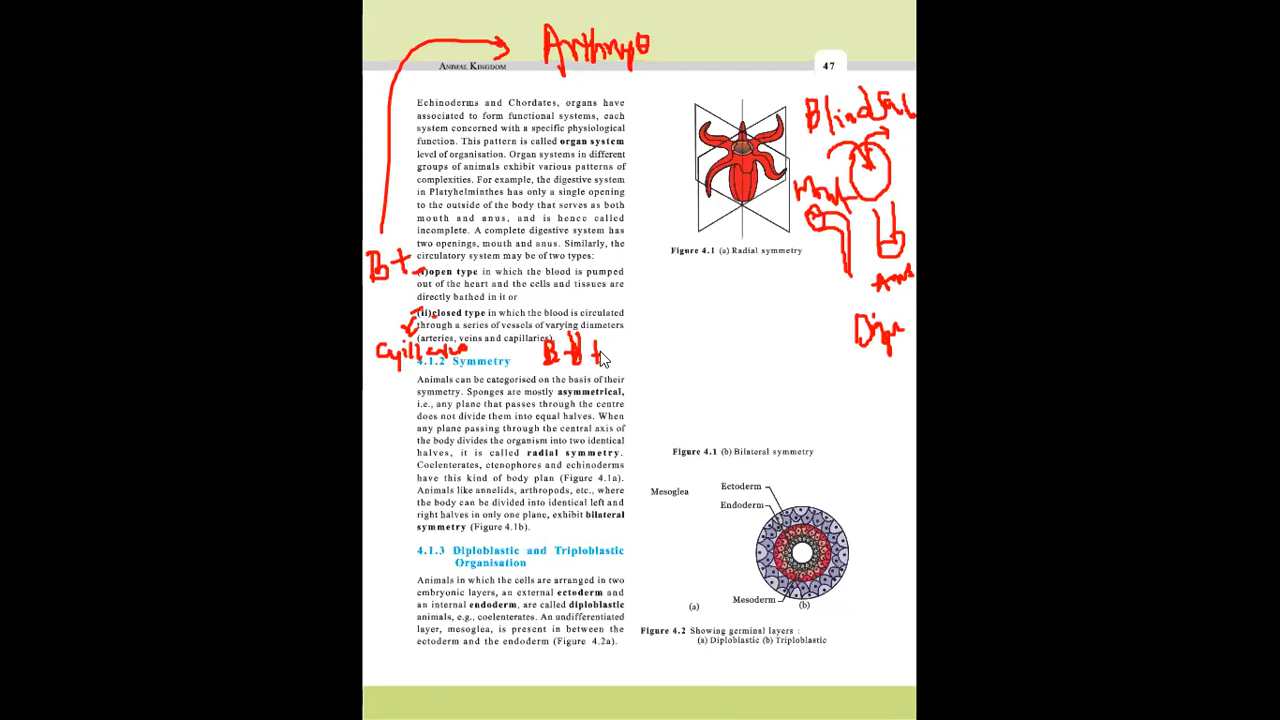 ANIMAL KINGDOM
47
Echinoderms and Chordates, organs have
associated to form functional systems, each
system concerned with a specific physiological
function. This pattern is called organ system
level of organisation. Organ systems in different
groups of animals exhibit various patterns of
complexities. For example, the digestive system
in Platyhelminthes has only a single opening
to the outside of the body that serves as both
mouth and anus, and is hence called
incomplete. A complete digestive system has
two openings, mouth and anus. Similarly, the
circulatory system may be of two types:
(i)open type in which the blood is pumped
out of the heart and the cells and tissues are
directly bathed in it or
(ii)closed type in which the blood is circulated
through a series of vessels of varying diameters
(arteries, veins and capillaries).
4.1.2 Symmetry
Animals can be categorised on the basis of their
symmetry. Sponges are mostly asymmetrical,
i.e., any plane that passes through the centre
does not divide them into equal halves. When
any plane passing through the central axis of
the body divides the organism into two identical
halves, it is called radial symmetry.
Coelenterates, ctenophores and echinoderms
have this kind of body plan (Figure 4.1a).
Animals like annelids, arthropods, etc., where
the body can be divided into identical left and
right halves in only one plane, exhibit bilateral
symmetry (Figure 4.1b).
4.1.3 Diploblastic and Triploblastic
Organisation
Animals in which the cells are arranged in two
embryonic layers, an external ectoderm and
an internal endoderm, are called diploblastic
animals, e.g., coelenterates. An undifferentiated
layer, mesoglea, is present in between the
ectoderm and the endoderm (Figure 4.2a).
Blind
Figure 4.1 (a) Radial symmetry
Figure 4.1 (b) Bilateral symmetry
Mesoglea
Ectoderm
Endoderm
Mesoderm
(a)
(b)
Figure 4.2 Showing germinal layers :
(a) Diploblastic (b) Triploblastic